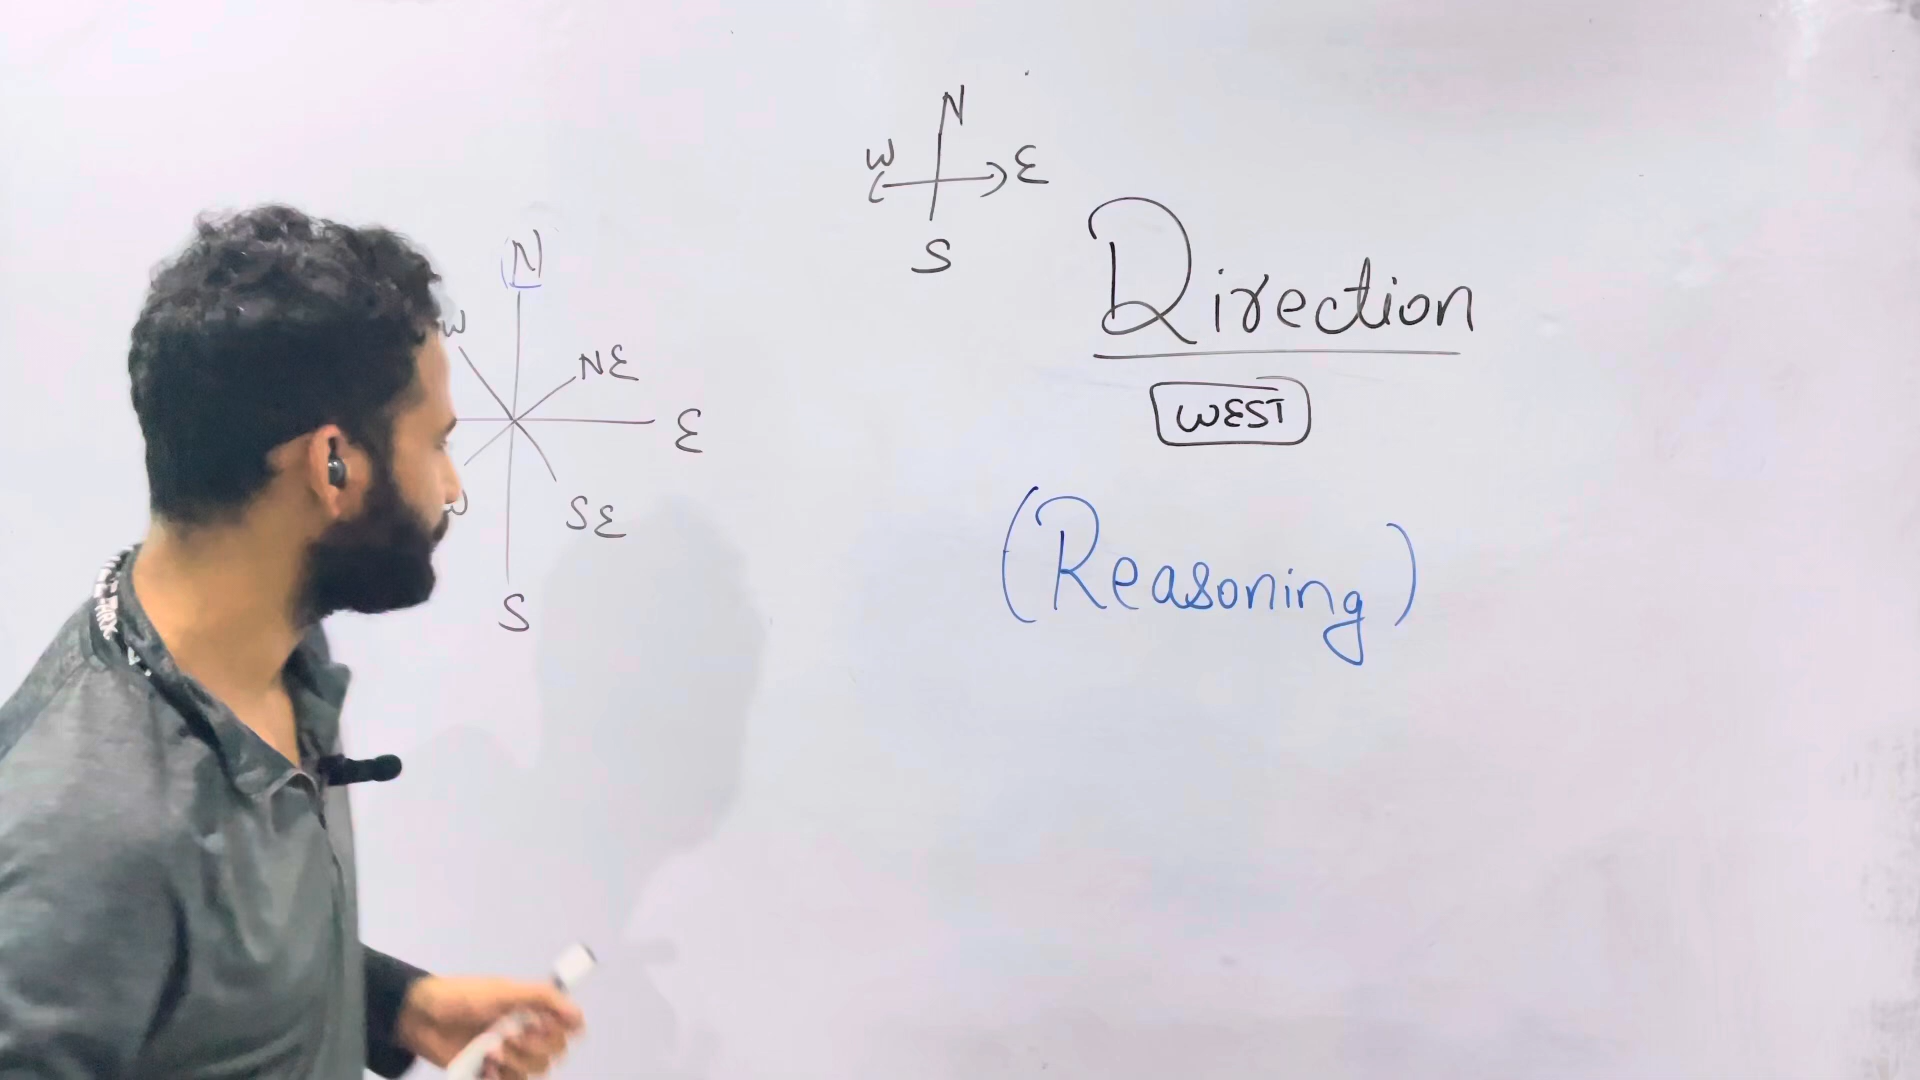 N
W E
S
Direction
WEST
(Reasoning)
N
W NE
E
W SE
S